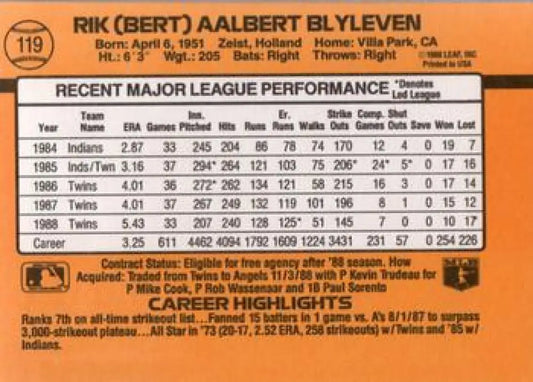 119
RIK (BERT) AALBERT BLYLEVEN
Born: April 6, 1951 Zeist, Holland Home: Villa Park, CA
Ht.: 6'3" Wgt.: 205 Bats: Right Throws: Right
© 1988 LEAF, INC.
Printed in USA
RECENT MAJOR LEAGUE PERFORMANCE *Denotes Led League
Year Team Name ERA Games Inn. Pitched Hits Runs Er. Runs Walks Strike Outs Comp. Games Shut Outs Save Won Lost
1984 Indians 2.87 33 245 204 86 78 74 170 12 4 0 19 7
1985 Inds/Twn 3.16 37 294* 264 121 103 75 206* 24* 5* 0 17 16
1986 Twins 4.01 36 272* 262 134 121 58 215 16 3 0 17 14
1987 Twins 4.01 37 267 249 132 119 101 196 8 1 0 15 12
1988 Twins 5.43 33 207 240 128 125* 51 145 7 0 0 10 17*
Career 3.25 611 4462 4094 1792 1609 1224 3431 231 57 0 254 226
Contract Status: Eligible for free agency after '88 season. How
Acquired: Traded from Twins to Angels 11/3/88 with P Kevin Trudeau for
P Mike Cook, P Rob Wassenaar and 1B Paul Sorento
MLB
CAREER HIGHLIGHTS
Ranks 7th on all-time strikeout list...Fanned 15 batters in 1 game vs. A's 8/1/87 to surpass
3,000-strikeout plateau...All Star in '73 (20-17, 2.52 ERA, 258 strikeouts) w/Twins and '85 w/
Indians.